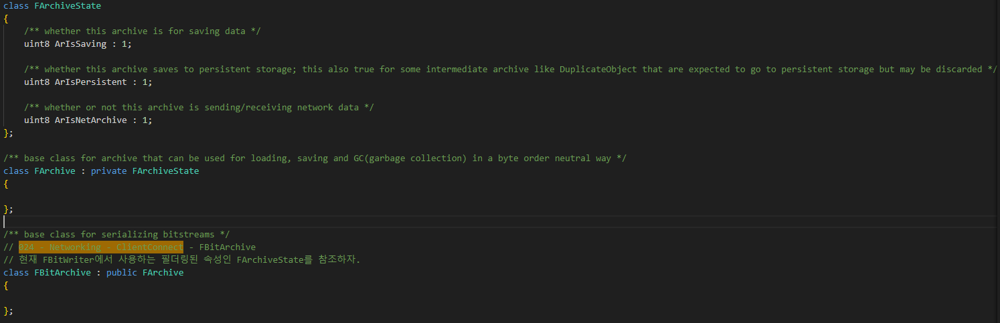 class FArchiveState
{
/** whether this archive is for saving data */
uint8 ArIsSaving : 1;
/** whether this archive saves to persistent storage; this also true for some intermediate archive like DuplicateObject that are expected to go to persistent storage but may be discarded */
uint8 ArIsPersistent : 1;
/** whether or not this archive is sending/receiving network data */
uint8 ArIsNetArchive : 1;
};
/** base class for archive that can be used for loading, saving and GC(garbage collection) in a byte order neutral way */
class FArchive : private FArchiveState
{
};
/** base class for serializing bitstreams */
// 024 - Networking - ClientConnect - FBitArchive
// 현재 FBitWriter에서 사용하는 필더링된 속성인 FArchiveState를 참조하자.
class FBitArchive : public FArchive
{
};